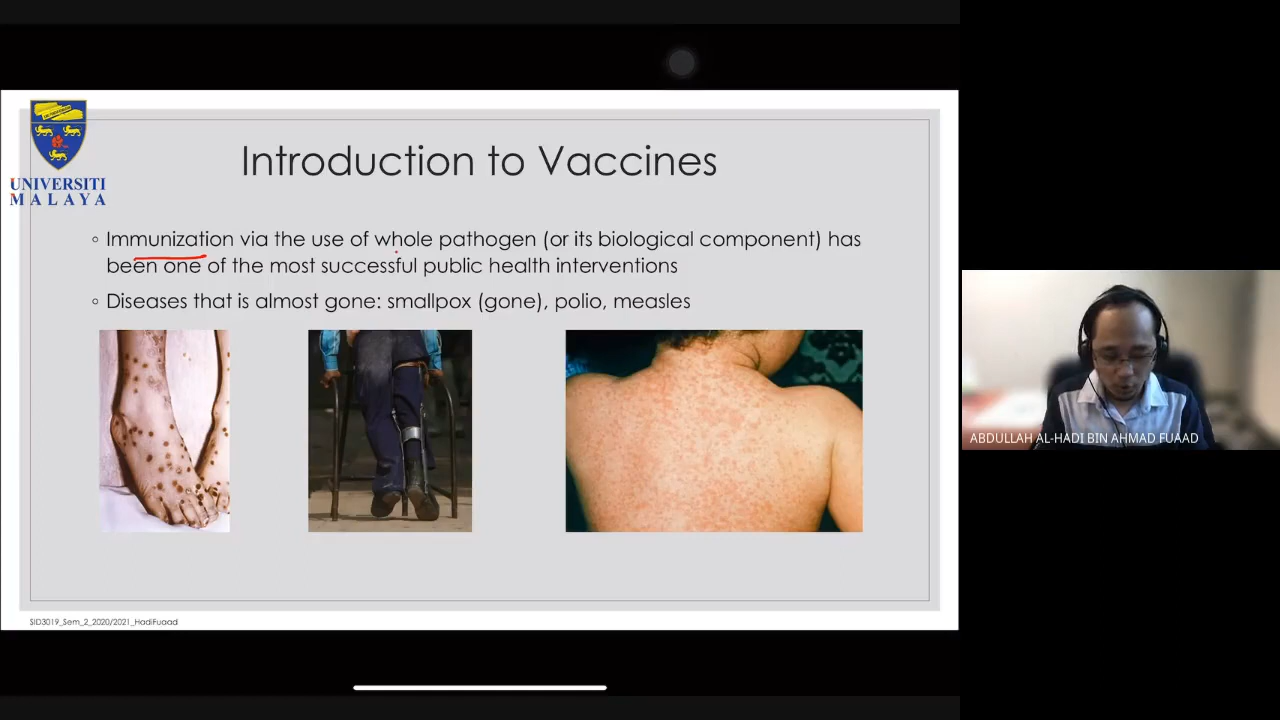 UNIVERSITI
MALAYA
Introduction to Vaccines
◦ Immunization via the use of whole pathogen (or its biological component) has
been one of the most successful public health interventions
◦ Diseases that is almost gone: smallpox (gone), polio, measles
SID3019_Sem_2_2020/2021_HadiFuaad
ABDULLAH AL-HADI BIN AHMAD FUAAD